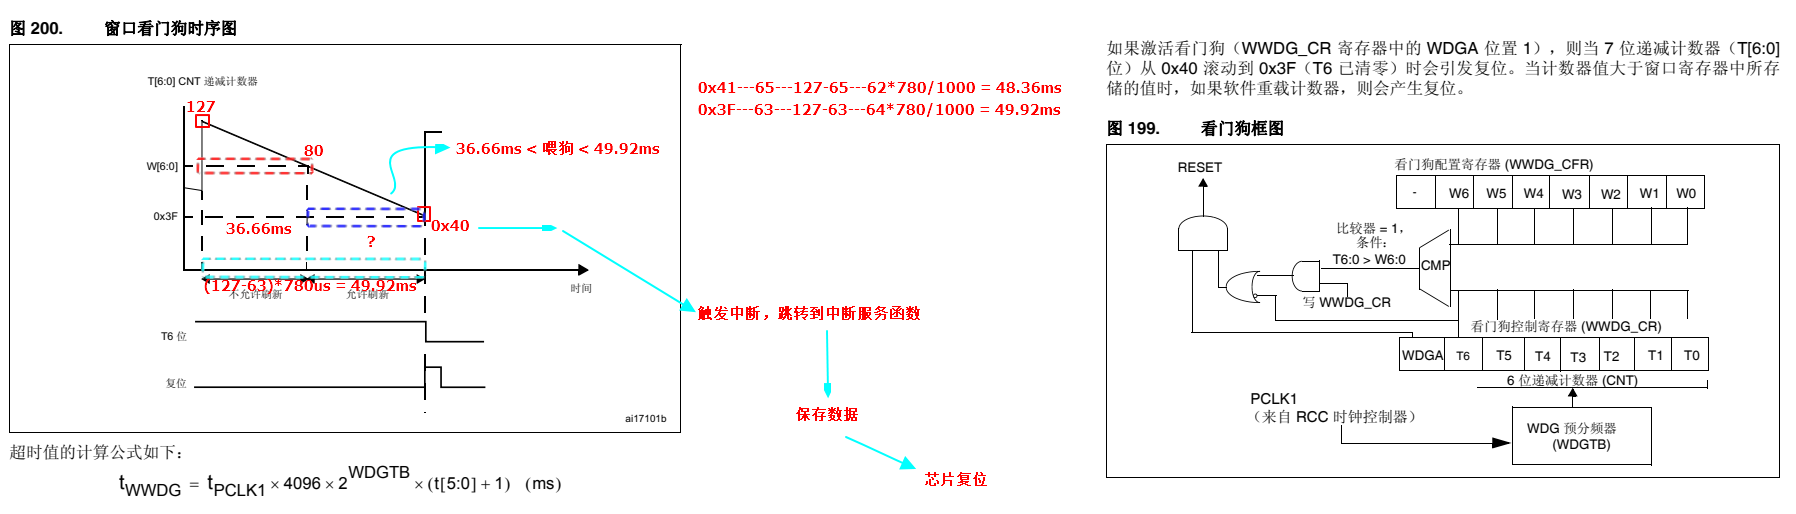 图 200. 窗口看门狗时序图
T[6:0] CNT 递减计数器
127
80
W[6:0]
0x3F
36.66ms
?
0x40
36.66ms < 喂狗 < 49.92ms
(127-63)*780us = 49.92ms
不允许刷新 允许刷新
时间
T6 位
复位
ai17101b
超时值的计算公式如下：
tWWDG = tPCLK1 × 4096 × 2^WDGTB × (t[5:0] + 1) (ms)
0x41---65---127-65---62*780/1000 = 48.36ms
0x3F---63---127-63---64*780/1000 = 49.92ms
触发中断，跳转到中断服务函数
保存数据
芯片复位
如果激活看门狗（WWDG_CR 寄存器中的 WDGA 位置 1），则当 7 位递减计数器（T[6:0]
位）从 0x40 滚动到 0x3F（T6 已清零）时会引发复位。当计数器值大于窗口寄存器中所存
储的值时，如果软件重载计数器，则会产生复位。
图 199. 看门狗框图
RESET
看门狗配置寄存器 (WWDG_CFR)
- W6 W5 W4 W3 W2 W1 W0
比较器 = 1，
条件：
T6:0 > W6:0
CMP
写 WWDG_CR
看门狗控制寄存器 (WWDG_CR)
WDGA T6 T5 T4 T3 T2 T1 T0
6 位递减计数器 (CNT)
PCLK1
（来自 RCC 时钟控制器）
WDG 预分频器
(WDGTB)